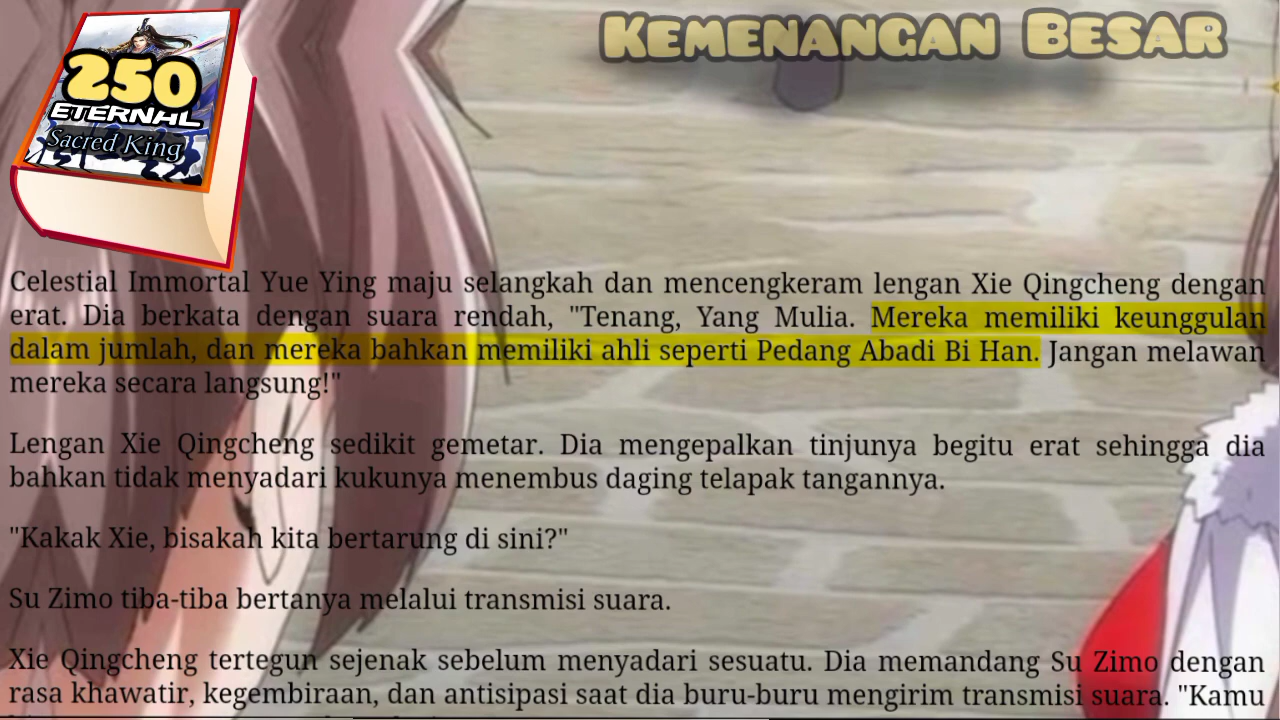 250
ETERNAL
Sacred King
KEMENANGAN BESAR
Celestial Immortal Yue Ying maju selangkah dan mencengkeram lengan Xie Qingcheng dengan
erat. Dia berkata dengan suara rendah, "Tenang, Yang Mulia. Mereka memiliki keunggulan
dalam jumlah, dan mereka bahkan memiliki ahli seperti Pedang Abadi Bi Han. Jangan melawan
mereka secara langsung!"
Lengan Xie Qingcheng sedikit gemetar. Dia mengepalkan tinjunya begitu erat sehingga dia
bahkan tidak menyadari kukunya menembus daging telapak tangannya.
"Kakak Xie, bisakah kita bertarung di sini?"
Su Zimo tiba-tiba bertanya melalui transmisi suara.
Xie Qingcheng tertegun sejenak sebelum menyadari sesuatu. Dia memandang Su Zimo dengan
rasa khawatir, kegembiraan, dan antisipasi saat dia buru-buru mengirim transmisi suara. "Kamu